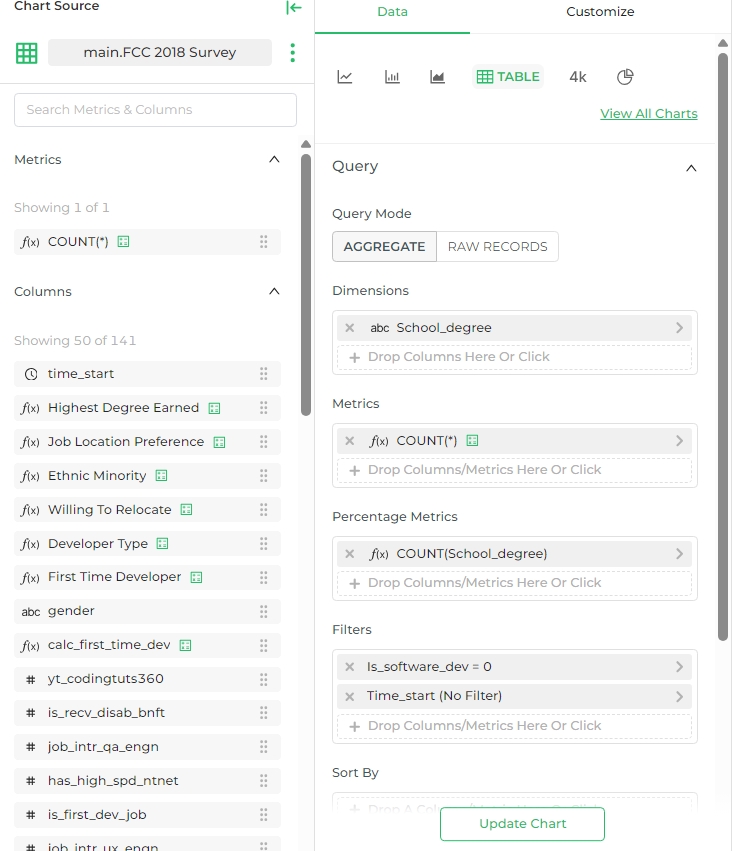 Chart Source
main.FCC 2018 Survey
Search Metrics & Columns
Metrics
Showing 1 of 1
f(x) COUNT(*)
Columns
Showing 50 of 141
time_start
f(x) Highest Degree Earned
f(x) Job Location Preference
f(x) Ethnic Minority
f(x) Willing To Relocate
f(x) Developer Type
f(x) First Time Developer
abc gender
f(x) calc_first_time_dev
# yt_codingtuts360
# is_recv_disab_bnft
# job_intr_qa_engn
# has_high_spd_ntnet
# is_first_dev_job
# job_intr_ux_engn
Data Customize
TABLE 4k
View All Charts
Query
Query Mode
AGGREGATE RAW RECORDS
Dimensions
× abc School_degree
+ Drop Columns Here Or Click
Metrics
× f(x) COUNT(*)
+ Drop Columns/Metrics Here Or Click
Percentage Metrics
× f(x) COUNT(School_degree)
+ Drop Columns/Metrics Here Or Click
Filters
× Is_software_dev = 0
× Time_start (No Filter)
+ Drop Columns/Metrics Here Or Click
Sort By
Update Chart